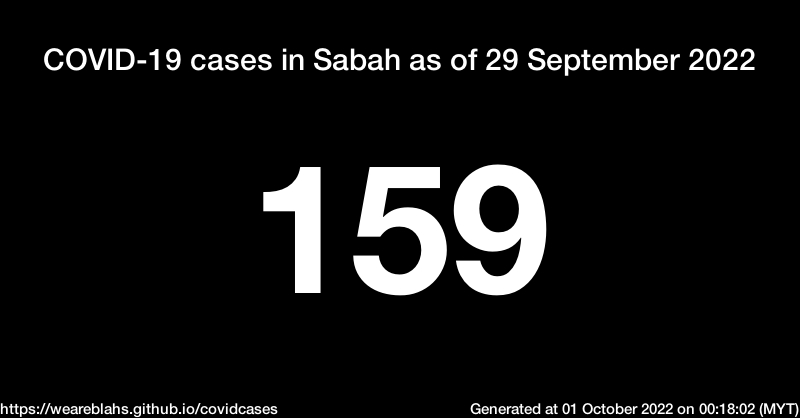 COVID-19 cases in Sabah as of 29 September 2022
159
https://weareblahs.github.io/covidcases
Generated at 01 October 2022 on 00:18:02 (MYT)